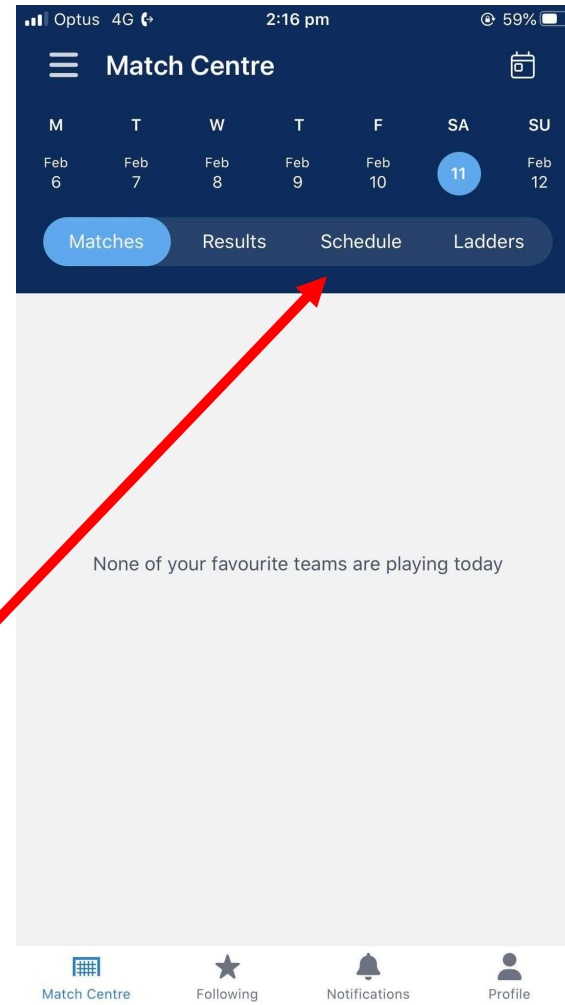 Optus 4G 2:16 pm 59%
Match Centre
M T W T F SA SU
Feb Feb Feb Feb Feb Feb
6 7 8 9 10 11 12
Matches Results Schedule Ladders
None of your favourite teams are playing today
Match Centre Following Notifications Profile